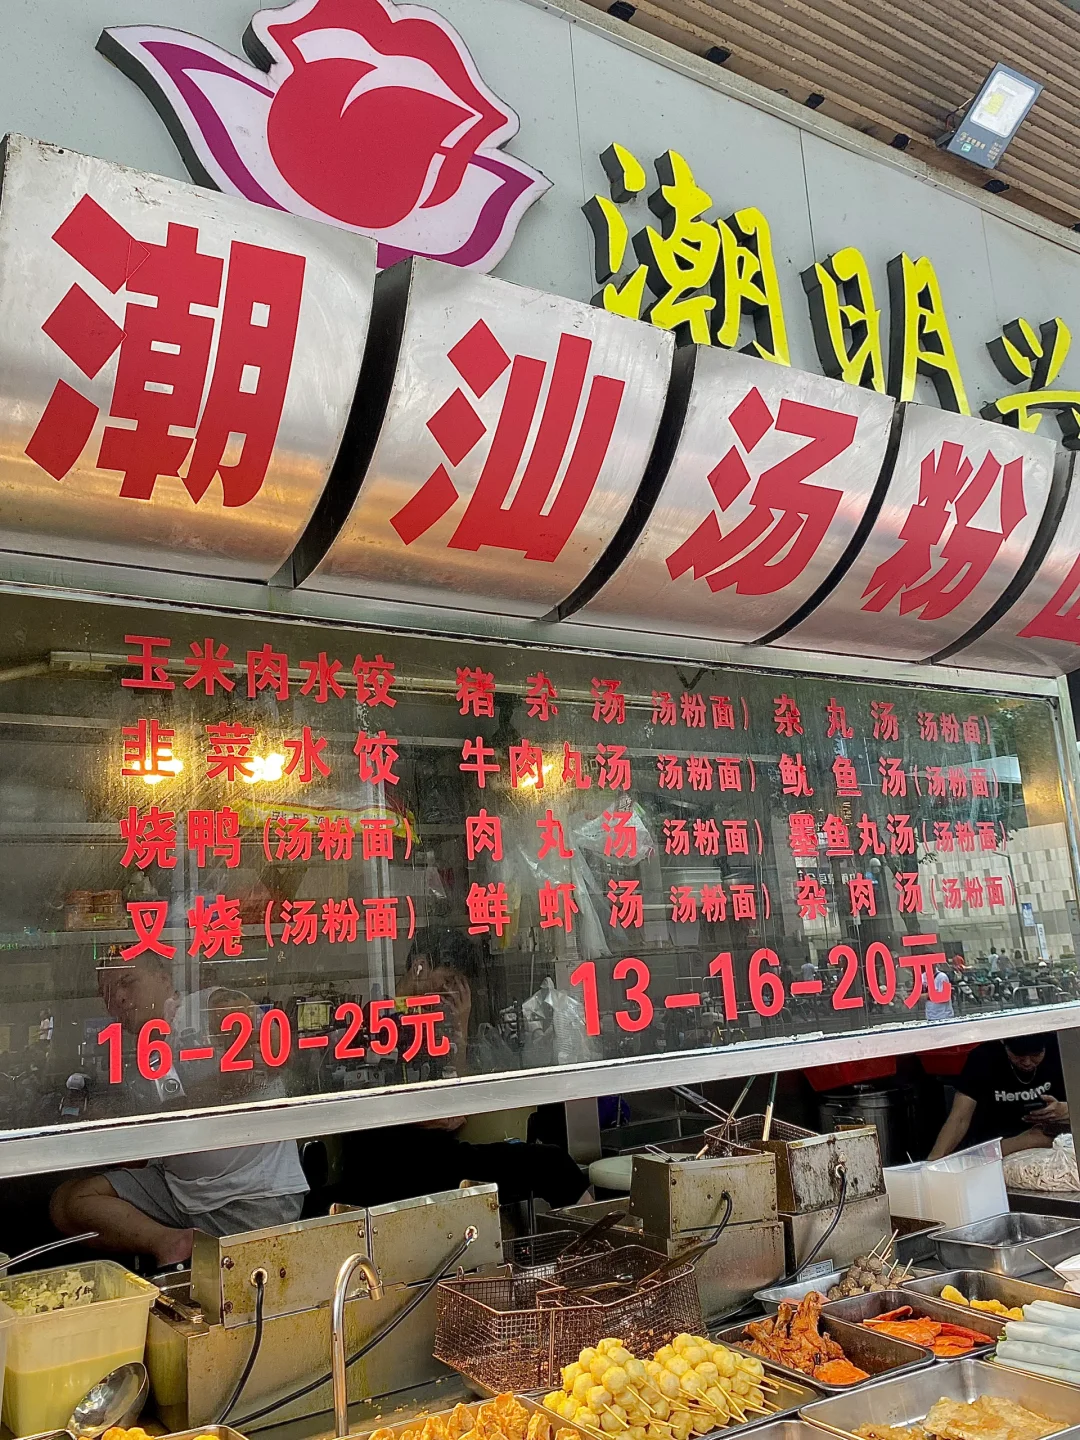 潮明兴
潮汕汤粉
玉米肉水饺
韭菜水饺
烧鸭(汤粉面)
叉烧(汤粉面)
16-20-25元
猪杂汤 汤粉面)
牛肉丸汤 汤粉面)
肉丸汤 汤粉面)
鲜虾汤 汤粉面)
杂丸汤 汤粉面)
鱿鱼汤(汤粉面)
墨鱼丸汤(汤粉面)
杂肉汤(汤粉面)
13-16-20元